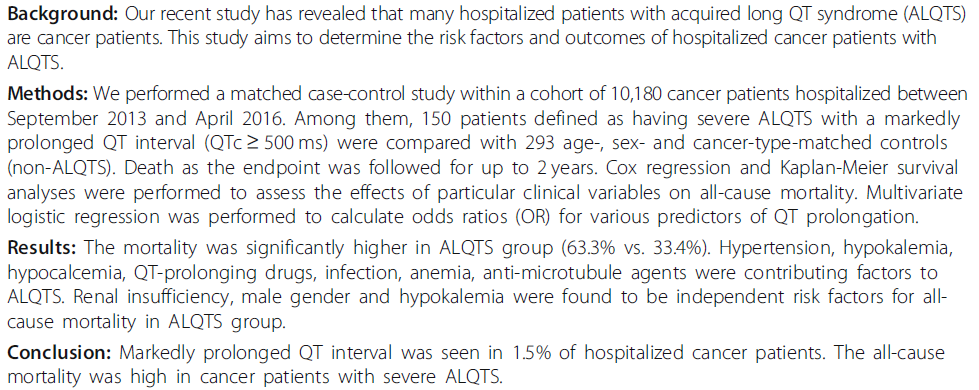 Background: Our recent study has revealed that many hospitalized patients with acquired long QT syndrome (ALQTS)
are cancer patients. This study aims to determine the risk factors and outcomes of hospitalized cancer patients with
ALQTS.
Methods: We performed a matched case-control study within a cohort of 10,180 cancer patients hospitalized between
September 2013 and April 2016. Among them, 150 patients defined as having severe ALQTS with a markedly
prolonged QT interval (QTc ≥ 500 ms) were compared with 293 age-, sex- and cancer-type-matched controls
(non-ALQTS). Death as the endpoint was followed for up to 2 years. Cox regression and Kaplan-Meier survival
analyses were performed to assess the effects of particular clinical variables on all-cause mortality. Multivariate
logistic regression was performed to calculate odds ratios (OR) for various predictors of QT prolongation.
Results: The mortality was significantly higher in ALQTS group (63.3% vs. 33.4%). Hypertension, hypokalemia,
hypocalcemia, QT-prolonging drugs, infection, anemia, anti-microtubule agents were contributing factors to
ALQTS. Renal insufficiency, male gender and hypokalemia were found to be independent risk factors for all-
cause mortality in ALQTS group.
Conclusion: Markedly prolonged QT interval was seen in 1.5% of hospitalized cancer patients. The all-cause
mortality was high in cancer patients with severe ALQTS.